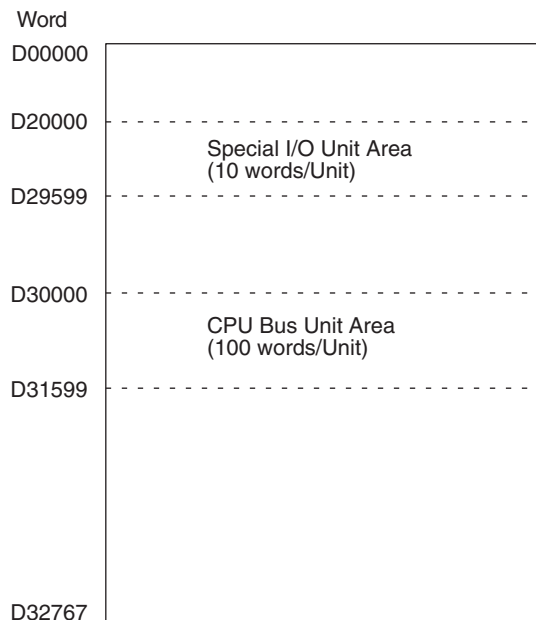 Word
D00000
D20000
Special I/O Unit Area
(10 words/Unit)
D29599
D30000
CPU Bus Unit Area
(100 words/Unit)
D31599
D32767